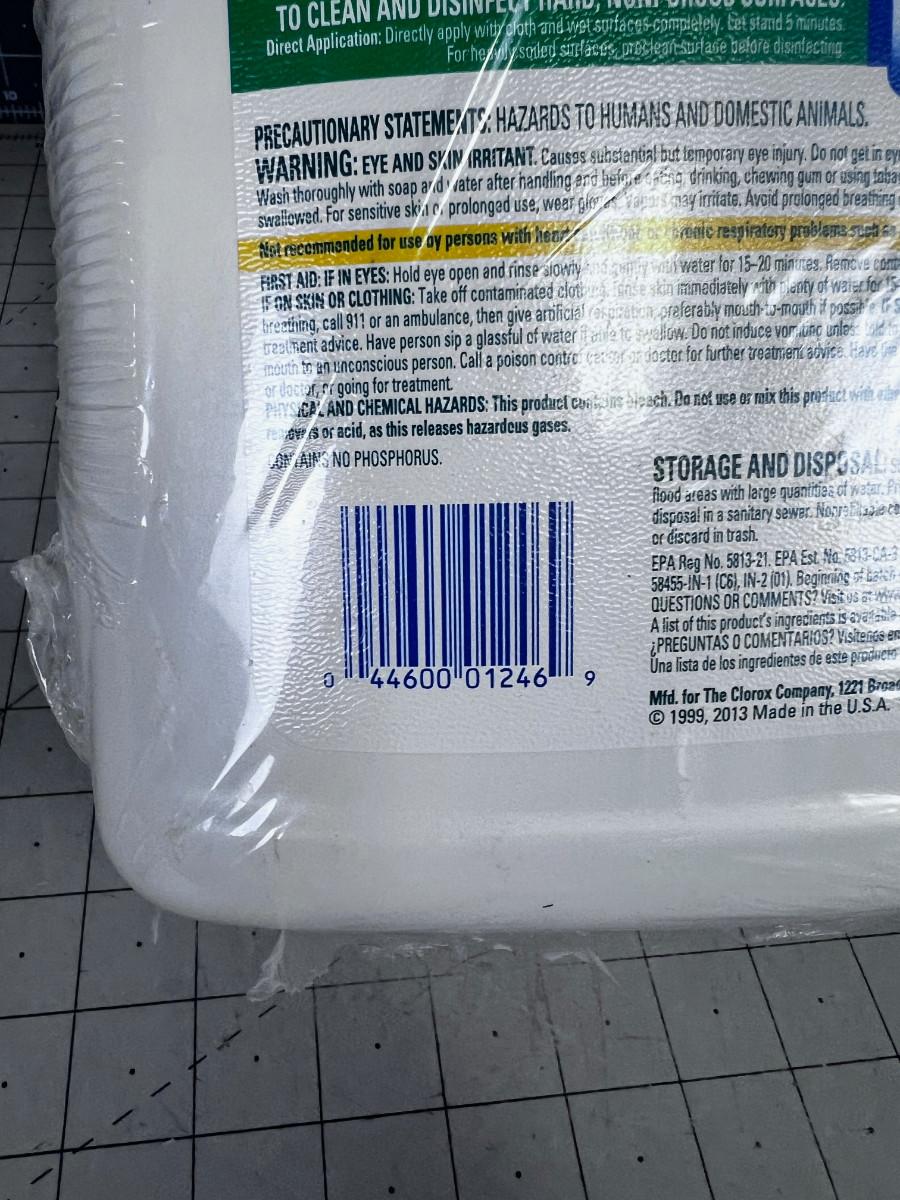 TO CLEAN AND DISINFECT HARD, NONPOROUS SURFACES:
Direct Application: Directly apply with cloth and wet surfaces completely. Let stand 5 minutes.
For heavily soiled surfaces, preclean surface before disinfecting.
PRECAUTIONARY STATEMENTS: HAZARDS TO HUMANS AND DOMESTIC ANIMALS.
WARNING: EYE AND SKIN IRRITANT. Causes substantial but temporary eye injury. Do not get in
Wash thoroughly with soap and water after handling and before eating, drinking, chewing gum or using
swallowed. For sensitive skin or prolonged use, wear gloves. Vapors may irritate. Avoid prolonged breathing
Not recommended for use by persons with heart conditions or chronic respiratory problems such as
FIRST AID: IF IN EYES: Hold eye open and rinse slowly and gently with water for 15–20 minutes. Remove
IF ON SKIN OR CLOTHING: Take off contaminated clothing. Rinse skin immediately with plenty of water for
breathing, call 911 or an ambulance, then give artificial respiration, preferably mouth-to-mouth if possible. IF
treatment advice. Have person sip a glassful of water if able to swallow. Do not induce vomiting unless told
mouth to an unconscious person. Call a poison control center or doctor for further treatment advice. Have
or doctor, or going for treatment.
PHYSICAL AND CHEMICAL HAZARDS: This product contains bleach. Do not use or mix this product with
removers or acid, as this releases hazardous gases.
CONTAINS NO PHOSPHORUS.
0 44600 01246 9
STORAGE AND DISPOSAL:
flood areas with large quantities of water.
disposal in a sanitary sewer. Nonrefillable
or discard in trash.
EPA Reg No. 5813-21. EPA Est. No. 5813-CA-3
58455-IN-1 (C6), IN-2 (01). Beginning of batch
QUESTIONS OR COMMENTS? Visit us at
A list of this product's ingredients is available
¿PREGUNTAS O COMENTARIOS? Visítenos en
Una lista de los ingredientes de este producto
Mfd. for The Clorox Company, 1221
© 1999, 2013 Made in the U.S.A.